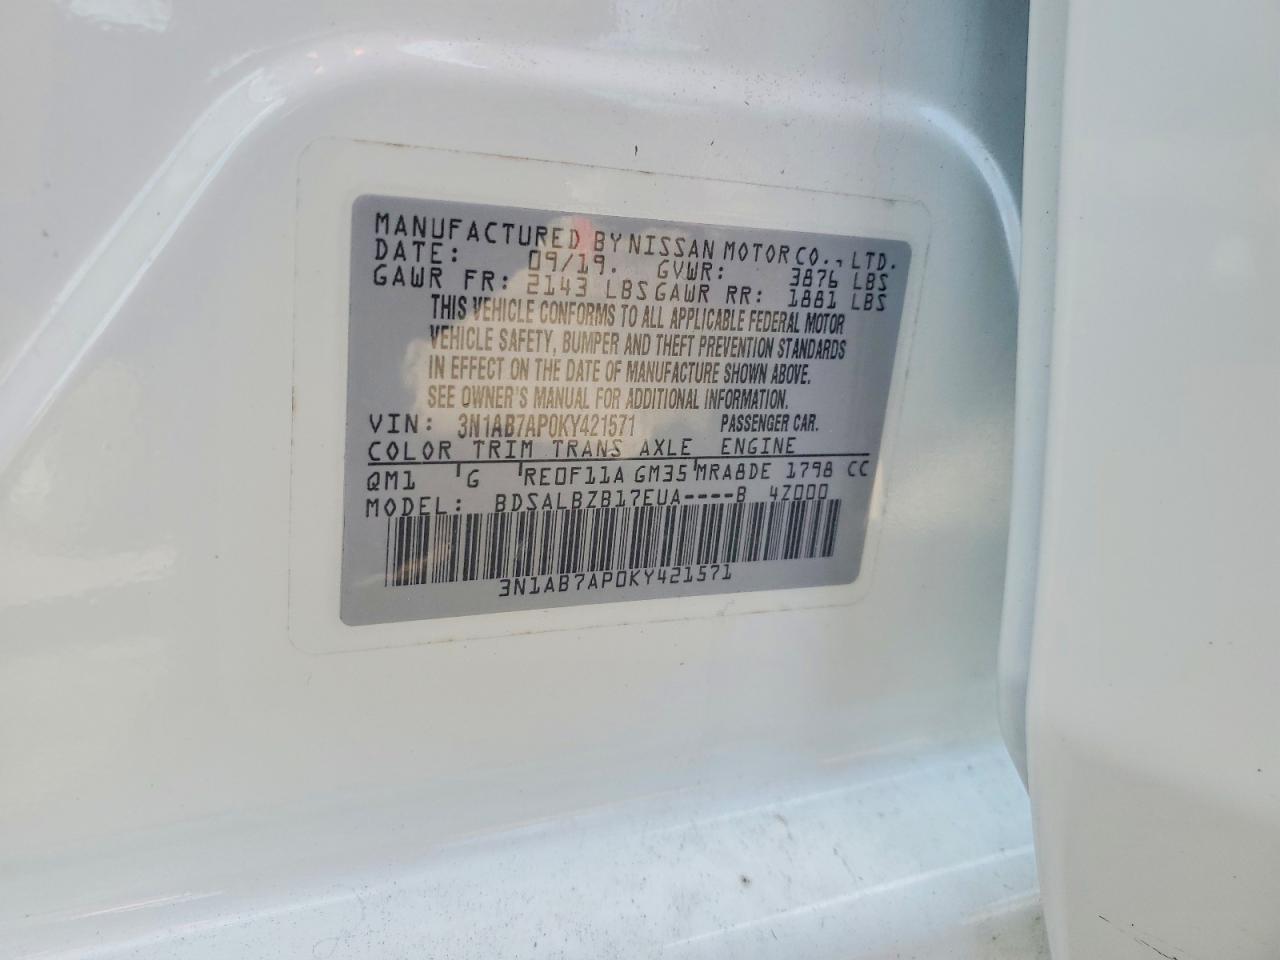 MANUFACTURED BY NISSAN MOTOR CO., LTD.
DATE: 09/19. GVWR: 3876 LBS
GAWR FR: 2143 LBS GAWR RR: 1881 LBS
THIS VEHICLE CONFORMS TO ALL APPLICABLE FEDERAL MOTOR
VEHICLE SAFETY, BUMPER AND THEFT PREVENTION STANDARDS
IN EFFECT ON THE DATE OF MANUFACTURE SHOWN ABOVE.
SEE OWNER'S MANUAL FOR ADDITIONAL INFORMATION.
VIN: 3N1AB7AP0KY421571 PASSENGER CAR.
COLOR TRIM TRANS AXLE ENGINE
QM1 G RE0F11A GM35 MRA8DE 1798 CC
MODEL: BDSALBZB17EUA----B 4Z000
3N1AB7AP0KY421571